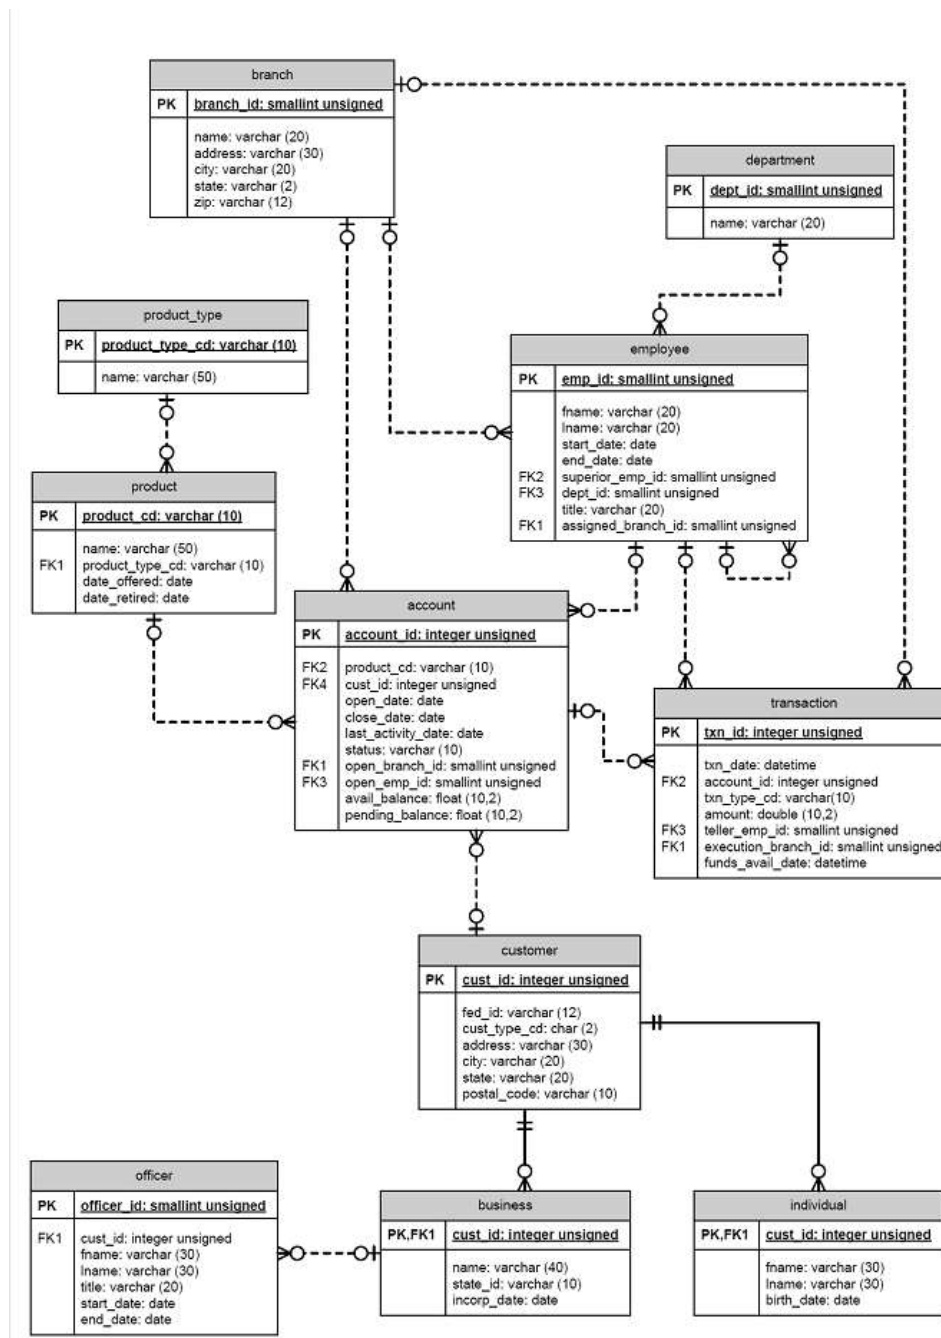 branch
PK branch_id: smallint unsigned
name: varchar (20)
address: varchar (30)
city: varchar (20)
state: varchar (2)
zip: varchar (12)
department
PK dept_id: smallint unsigned
name: varchar (20)
product_type
PK product_type_cd: varchar (10)
name: varchar (50)
employee
PK emp_id: smallint unsigned
fname: varchar (20)
lname: varchar (20)
start_date: date
end_date: date
FK2 superior_emp_id: smallint unsigned
FK3 dept_id: smallint unsigned
title: varchar (20)
FK1 assigned_branch_id: smallint unsigned
product
PK product_cd: varchar (10)
name: varchar (50)
FK1 product_type_cd: varchar (10)
date_offered: date
date_retired: date
account
PK account_id: integer unsigned
FK2 product_cd: varchar (10)
FK4 cust_id: integer unsigned
open_date: date
close_date: date
last_activity_date: date
status: varchar (10)
FK1 open_branch_id: smallint unsigned
FK3 open_emp_id: smallint unsigned
avail_balance: float (10,2)
pending_balance: float (10,2)
transaction
PK txn_id: integer unsigned
txn_date: datetime
FK2 account_id: integer unsigned
txn_type_cd: varchar(10)
amount: double (10,2)
FK3 teller_emp_id: smallint unsigned
FK1 execution_branch_id: smallint unsigned
funds_avail_date: datetime
customer
PK cust_id: integer unsigned
fed_id: varchar (12)
cust_type_cd: char (2)
address: varchar (30)
city: varchar (20)
state: varchar (20)
postal_code: varchar (10)
officer
PK officer_id: smallint unsigned
FK1 cust_id: integer unsigned
fname: varchar (30)
lname: varchar (30)
title: varchar (20)
start_date: date
end_date: date
business
PK,FK1 cust_id: integer unsigned
name: varchar (40)
state_id: varchar (10)
incorp_date: date
individual
PK,FK1 cust_id: integer unsigned
fname: varchar (30)
lname: varchar (30)
birth_date: date